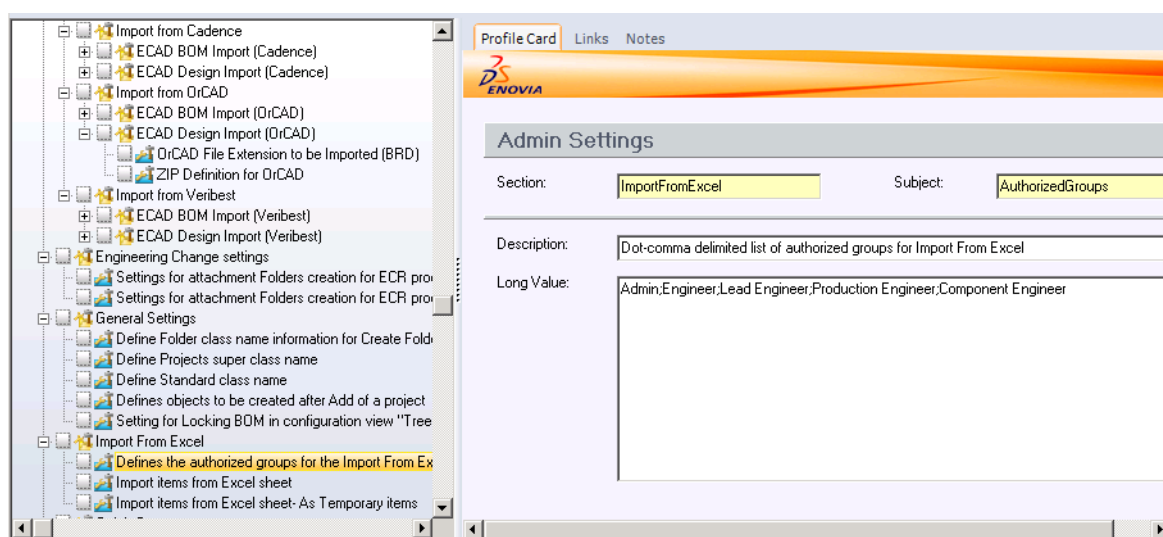 Import from Cadence
ECAD BOM Import (Cadence)
ECAD Design Import (Cadence)
Import from OrCAD
ECAD BOM Import (OrCAD)
ECAD Design Import (OrCAD)
OrCAD File Extension to be Imported (BRD)
ZIP Definition for OrCAD
Import from Veribest
ECAD BOM Import (Veribest)
ECAD Design Import (Veribest)
Engineering Change settings
Settings for attachment Folders creation for ECR pro
Settings for attachment Folders creation for ECR pro
General Settings
Define Folder class name information for Create Fold
Define Projects super class name
Define Standard class name
Defines objects to be created after Add of a project
Setting for Locking BOM in configuration view "Tree
Import From Excel
Defines the authorized groups for the Import From Ex
Import items from Excel sheet
Import items from Excel sheet- As Temporary items
Profile Card Links Notes
ENOVIA
Admin Settings
Section: ImportFromExcel Subject: AuthorizedGroups
Description: Dot-comma delimited list of authorized groups for Import From Excel
Long Value: Admin;Engineer;Lead Engineer;Production Engineer;Component Engineer